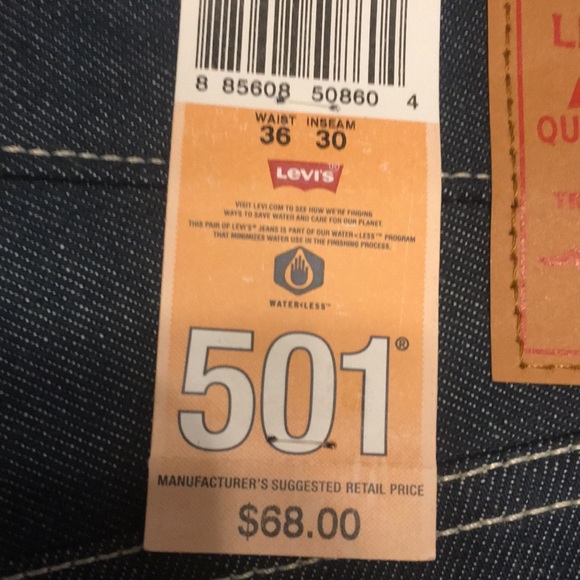 8 85608 50860 4
WAIST INSEAM
36 30
Levi's
VISIT LEVI.COM TO SEE HOW WE'RE FINDING
WAYS TO SAVE WATER AND CARE FOR OUR PLANET.
THIS PAIR OF LEVI'S® JEANS IS PART OF OUR WATER<LESS™ PROGRAM
THAT MINIMIZES WATER USE IN THE FINISHING PROCESS.
WATER<LESS™
501®
MANUFACTURER'S SUGGESTED RETAIL PRICE
$68.00
L
QU
TE